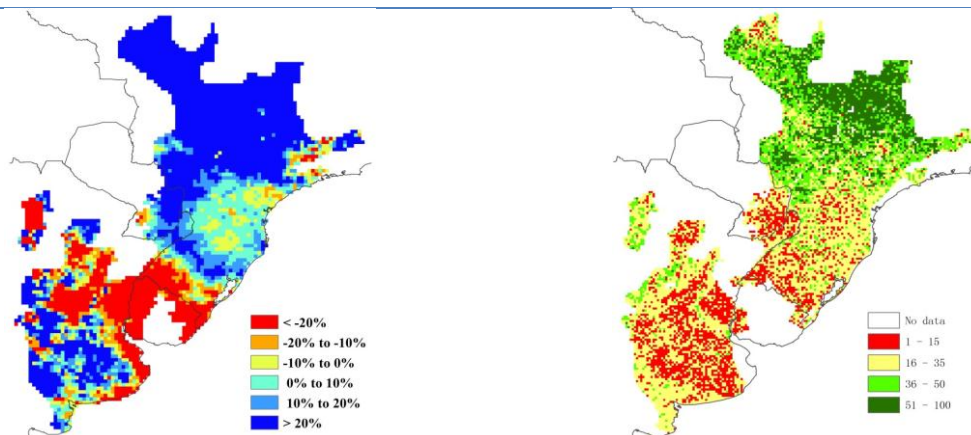 < -20%
-20% to -10%
-10% to 0%
0% to 10%
10% to 20%
> 20%
No data
1 - 15
16 - 35
36 - 50
51 - 100